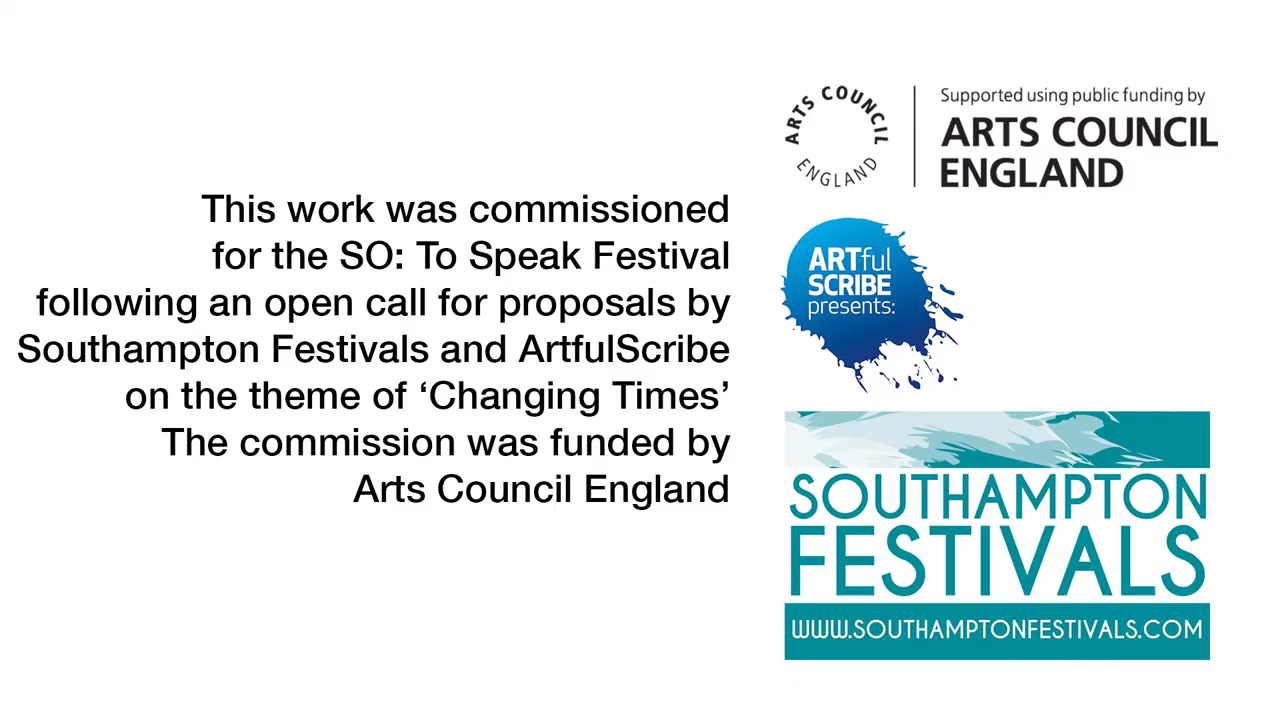 This work was commissioned
for the SO: To Speak Festival
following an open call for proposals by
Southampton Festivals and ArtfulScribe
on the theme of ‘Changing Times’
The commission was funded by
Arts Council England
ARTS COUNCIL
ENGLAND
Supported using public funding by
ARTS COUNCIL
ENGLAND
ARTful
SCRIBE
presents:
SOUTHAMPTON
FESTIVALS
WWW.SOUTHAMPTONFESTIVALS.COM